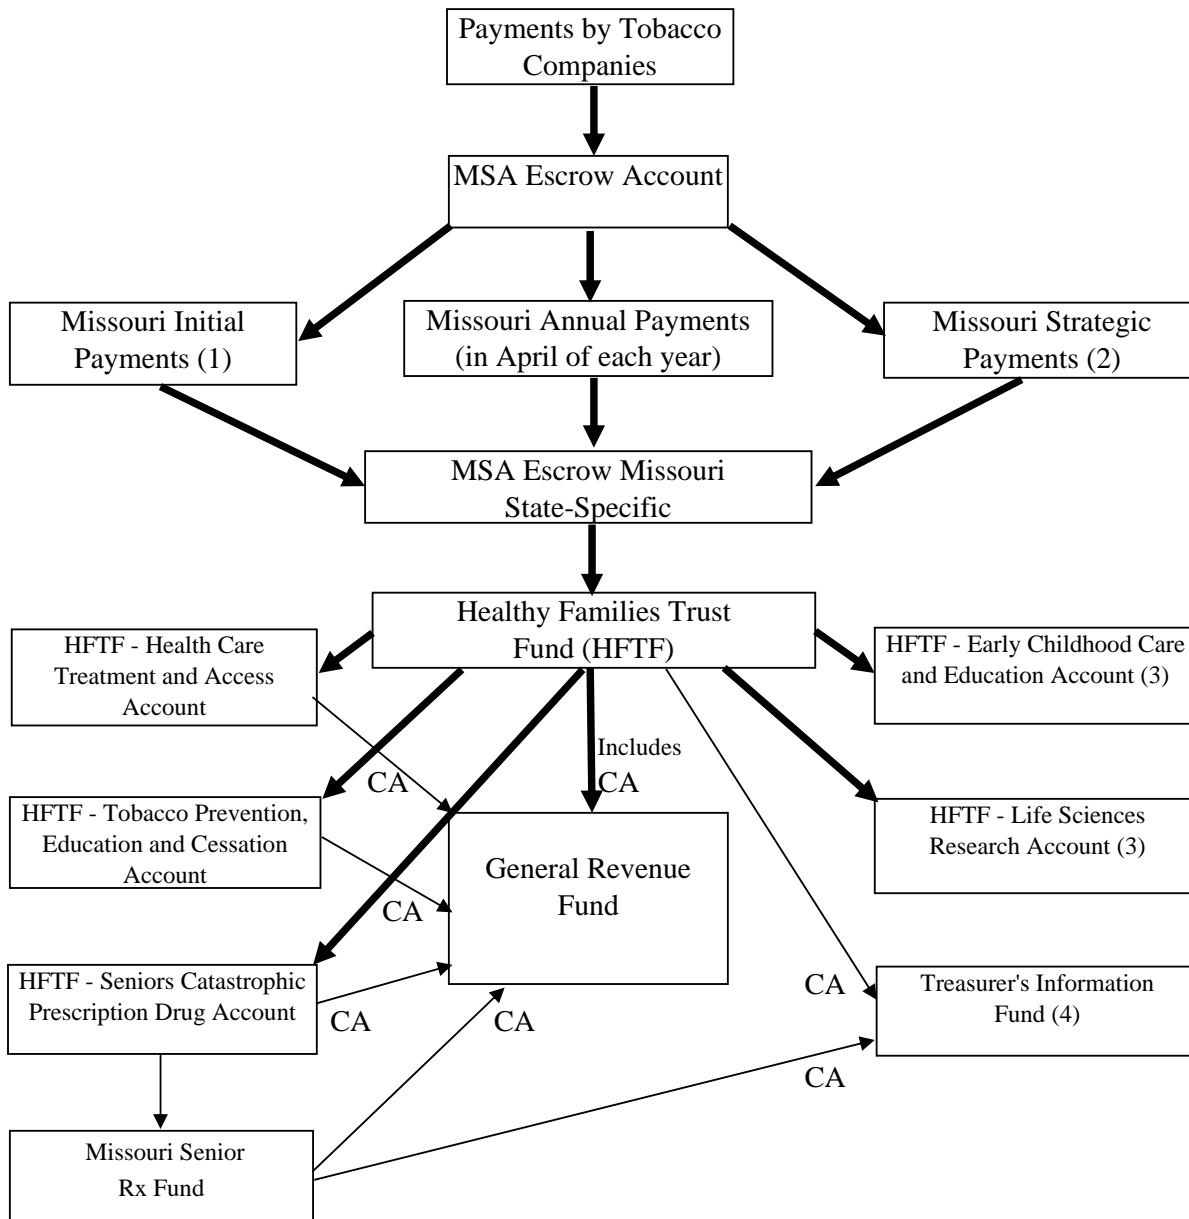 Payments by Tobacco
Companies
MSA Escrow Account
Missouri Initial
Payments (1)
Missouri Annual Payments
(in April of each year)
Missouri Strategic
Payments (2)
MSA Escrow Missouri
State-Specific
Healthy Families Trust
Fund (HFTF)
HFTF - Health Care
Treatment and Access
Account
HFTF - Early Childhood Care
and Education Account (3)
Includes
CA
CA
HFTF - Tobacco Prevention,
Education and Cessation
Account
General Revenue
Fund
HFTF - Life Sciences
Research Account (3)
CA
HFTF - Seniors Catastrophic
Prescription Drug Account
CA
CA
CA
Treasurer's Information
Fund (4)
CA
Missouri Senior
Rx Fund